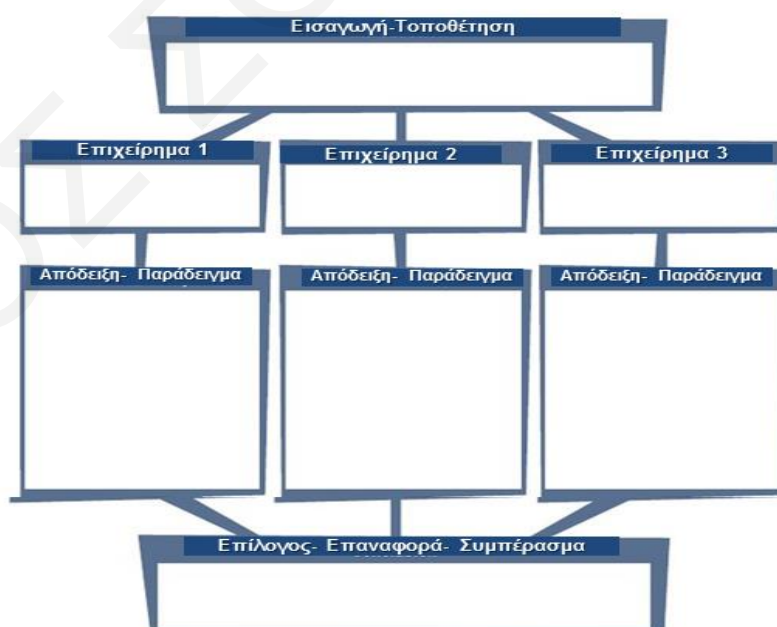 Εισαγωγή-Τοποθέτηση
Επιχείρημα 1
Επιχείρημα 2
Επιχείρημα 3
Απόδειξη- Παράδειγμα
Απόδειξη- Παράδειγμα
Απόδειξη- Παράδειγμα
Επίλογος- Επαναφορά- Συμπέρασμα